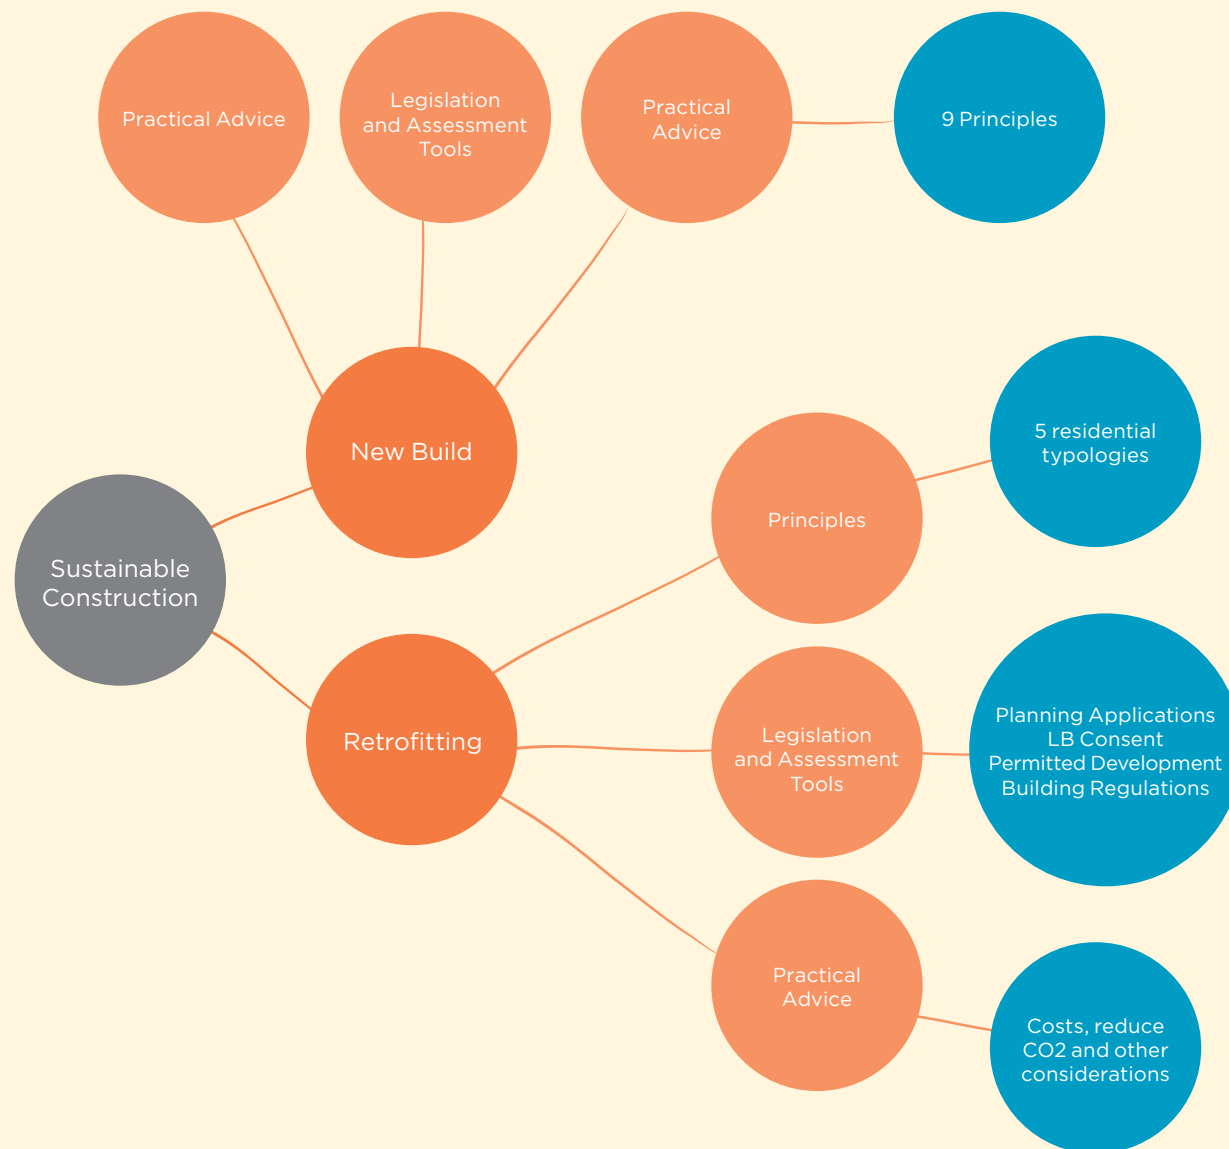 Practical Advice
Legislation
and Assessment
Tools
Practical
Advice
9 Principles
New Build
5 residential
typologies
Principles
Sustainable
Construction
Retrofitting
Legislation
and Assessment
Tools
Planning Applications
LB Consent
Permitted Development
Building Regulations
Practical
Advice
Costs, reduce
CO2 and other
considerations